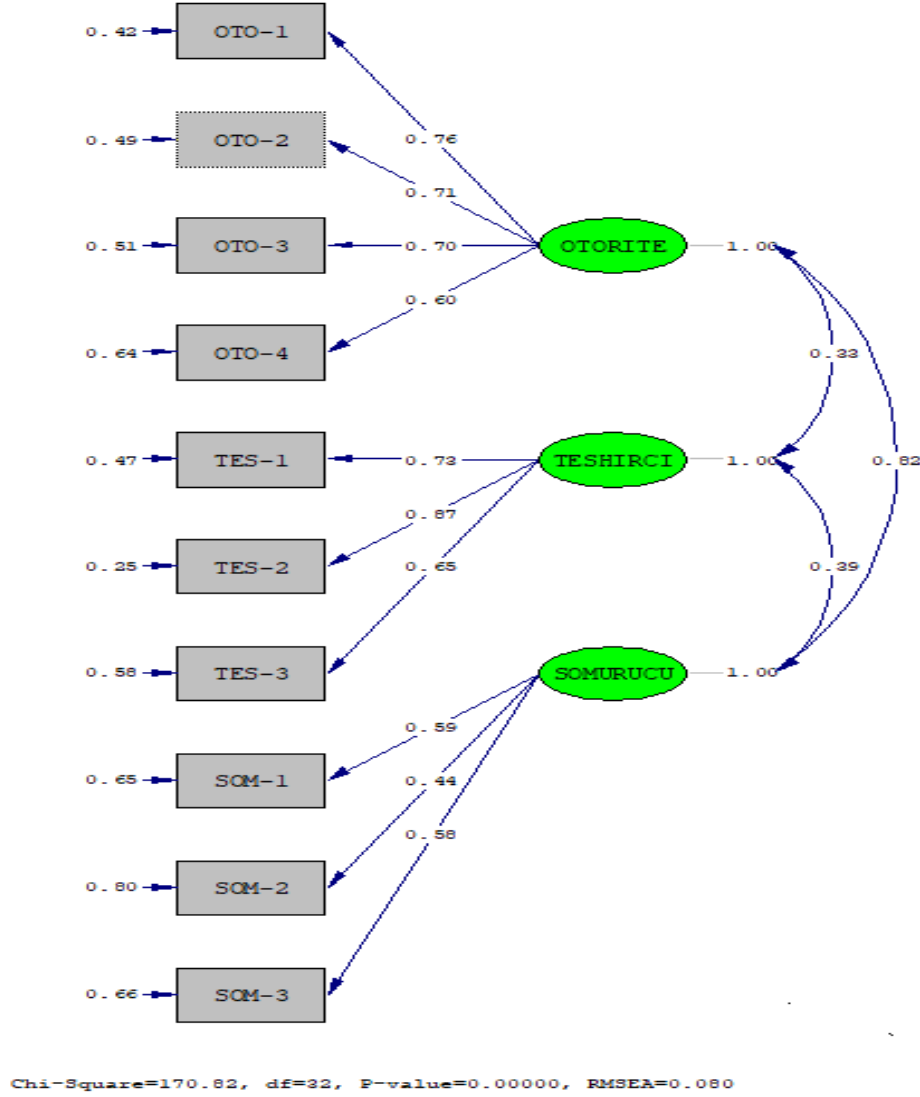 0.42 OTO-1
0.76
0.49 OTO-2
0.71
0.51 OTO-3 0.70 OTORITE 1.00
0.60
0.64 OTO-4 0.33
0.47 TES-1 0.73 TESHIRCI 1.00 0.82
0.87
0.25 TES-2 0.65 0.39
0.58 TES-3 SOMURUCU 1.00
0.59
0.65 SOM-1 0.44
0.58
0.80 SOM-2
0.66 SOM-3
Chi-Square=170.82, df=32, P-value=0.00000, RMSEA=0.080